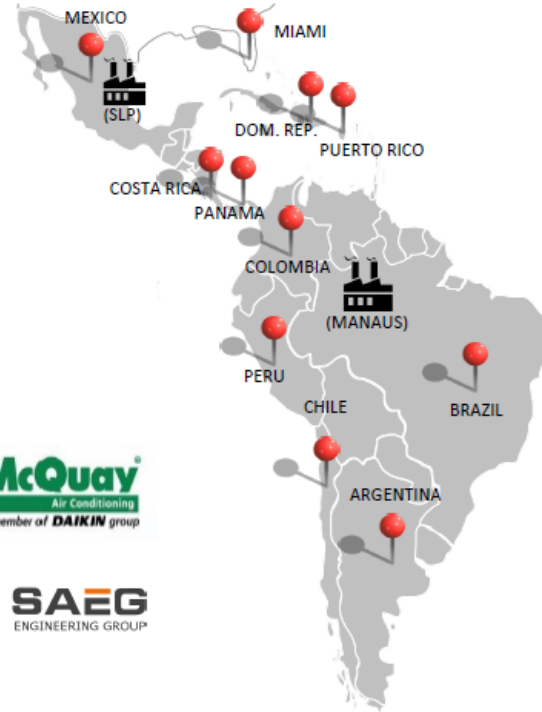 MEXICO
MIAMI
(SLP)
DOM. REP.
PUERTO RICO
COSTA RICA
PANAMA
COLOMBIA
(MANAUS)
PERU
CHILE
BRAZIL
McQuay®
Air Conditioning
member of DAIKIN group
ARGENTINA
SAEG
ENGINEERING GROUP